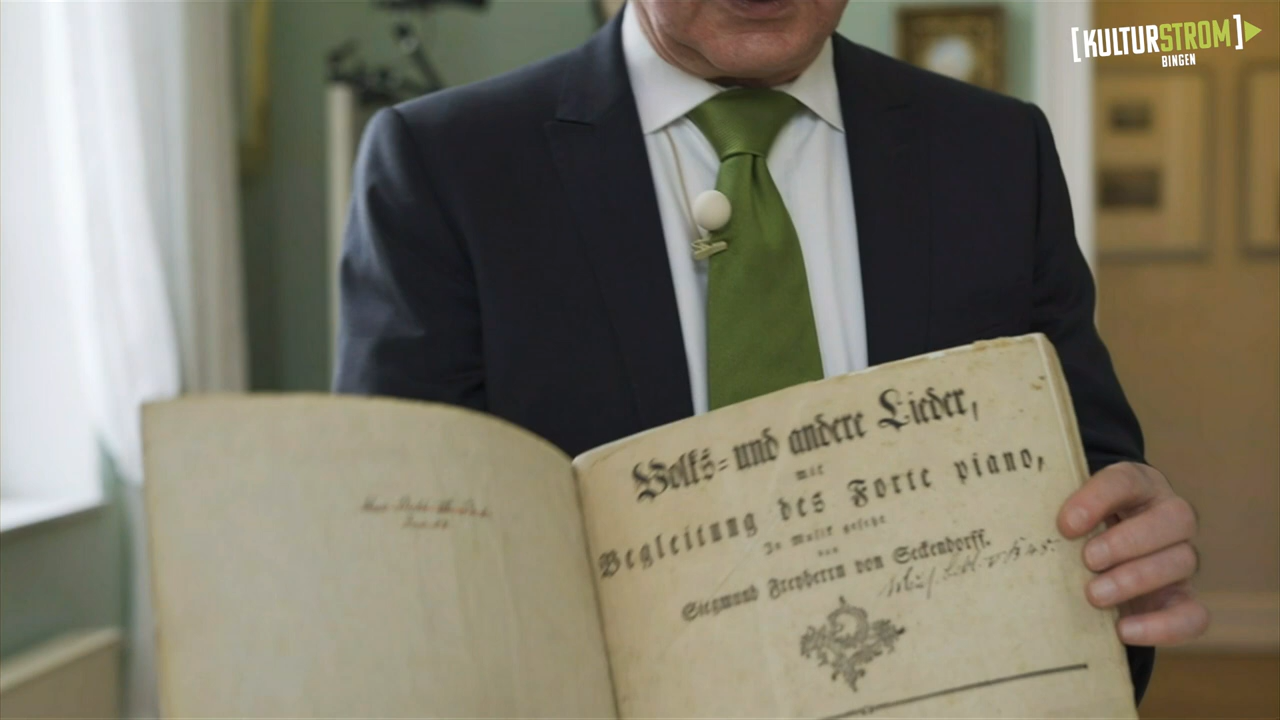 [KULTURSTROM]
BINGEN
Volks- und andere Lieder,
mit
Begleitung des Forte piano,
In Musik gesetzt
von
Siegmund Freyherrn von Seckendorff.